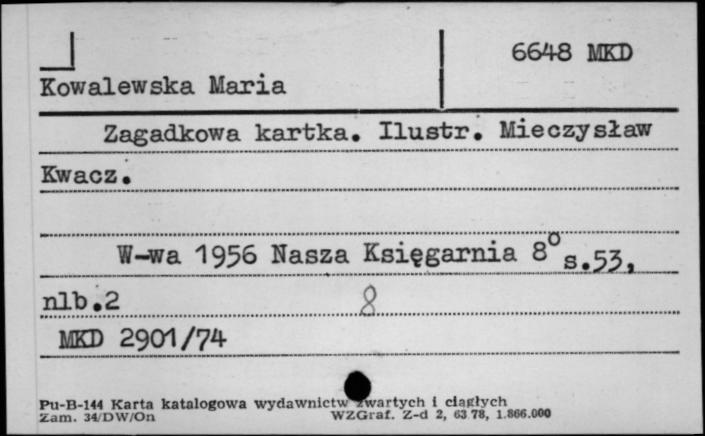 6648 MKD
Kowalewska Maria
Zagadkowa kartka. Ilustr. Mieczysław
Kwacz.
W-wa 1956 Nasza Księgarnia 8° s.53,
nlb.2
8
MKD 2901/74
Pu-B-144 Karta katalogowa wydawnictw zwartych i ciągłych
Zam. 34/DW/On WZGraf. Z-d 2, 63 78, 1.866.000